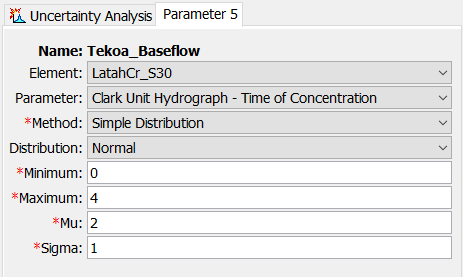 Uncertainty Analysis Parameter 5
Name: Tekoa_Baseflow
Element: LatahCr_S30
Parameter: Clark Unit Hydrograph - Time of Concentration
*Method: Simple Distribution
Distribution: Normal
*Minimum: 0
*Maximum: 4
*Mu: 2
*Sigma: 1